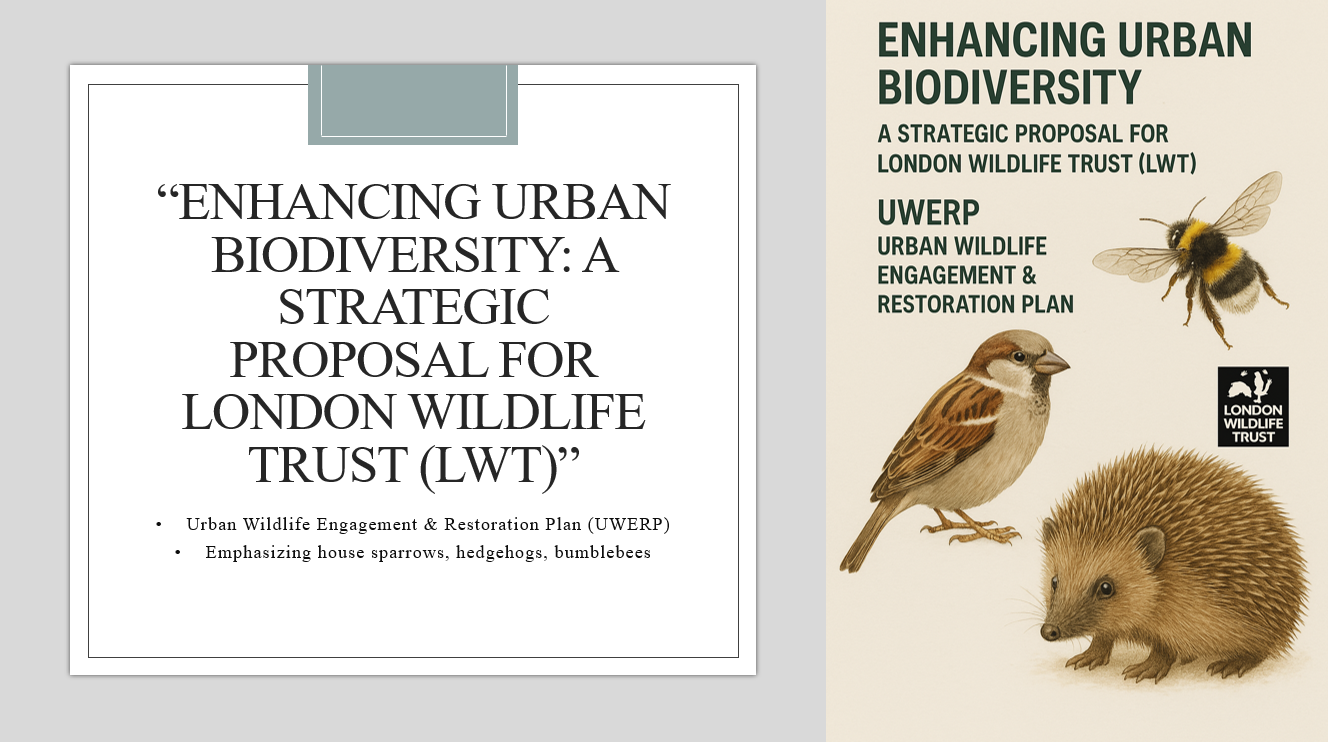 “ENHANCING URBAN
BIODIVERSITY: A
STRATEGIC
PROPOSAL FOR
LONDON WILDLIFE
TRUST (LWT)”
• Urban Wildlife Engagement & Restoration Plan (UWERP)
• Emphasizing house sparrows, hedgehogs, bumblebees
ENHANCING URBAN
BIODIVERSITY
A STRATEGIC PROPOSAL FOR
LONDON WILDLIFE TRUST (LWT)
UWERP
URBAN WILDLIFE
ENGAGEMENT &
RESTORATION PLAN
LONDON
WILDLIFE
TRUST